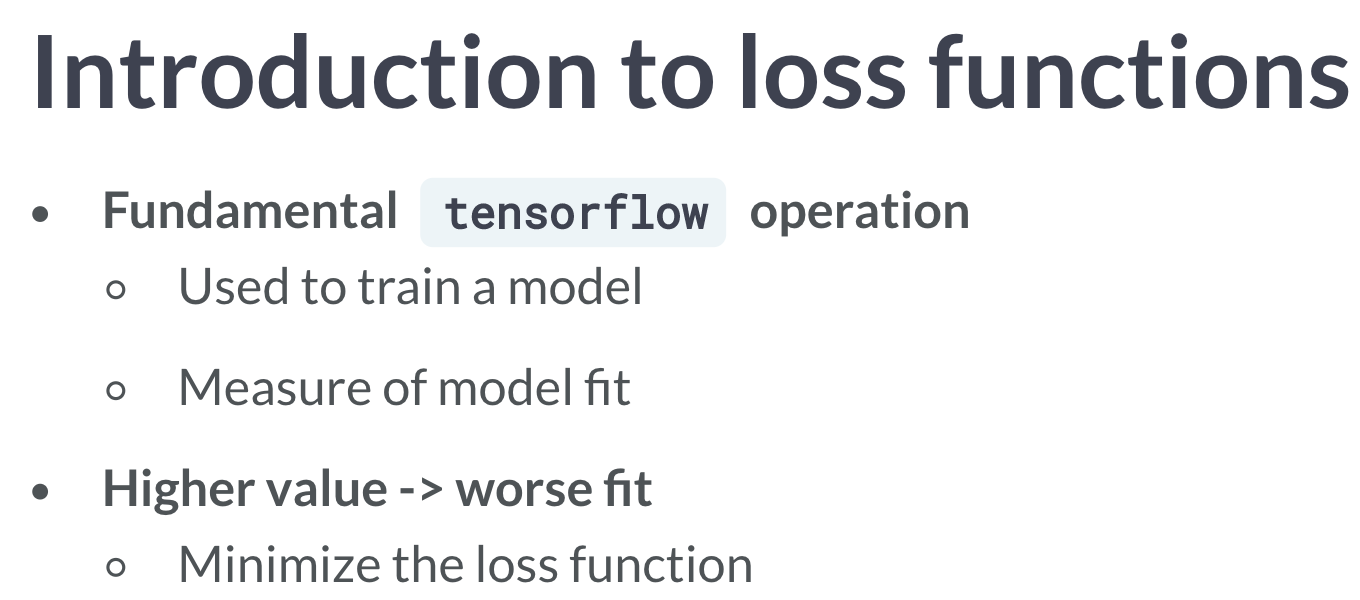 Introduction to loss functions
• Fundamental tensorflow operation
○ Used to train a model
○ Measure of model fit
• Higher value -> worse fit
○ Minimize the loss function